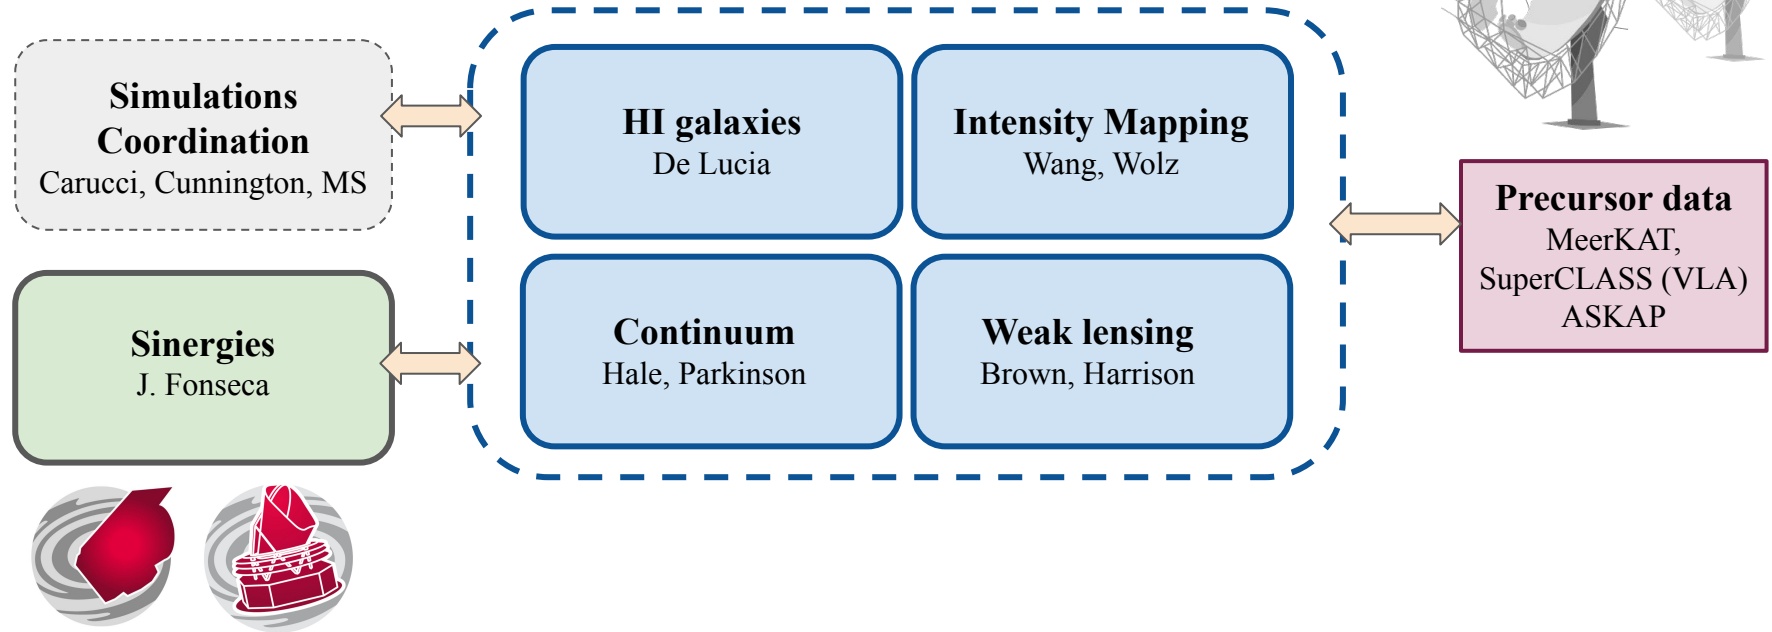 Simulations
Coordination
Carucci, Cunnington, MS
Sinergies
J. Fonseca
HI galaxies
De Lucia
Intensity Mapping
Wang, Wolz
Continuum
Hale, Parkinson
Weak lensing
Brown, Harrison
Precursor data
MeerKAT,
SuperCLASS (VLA)
ASKAP